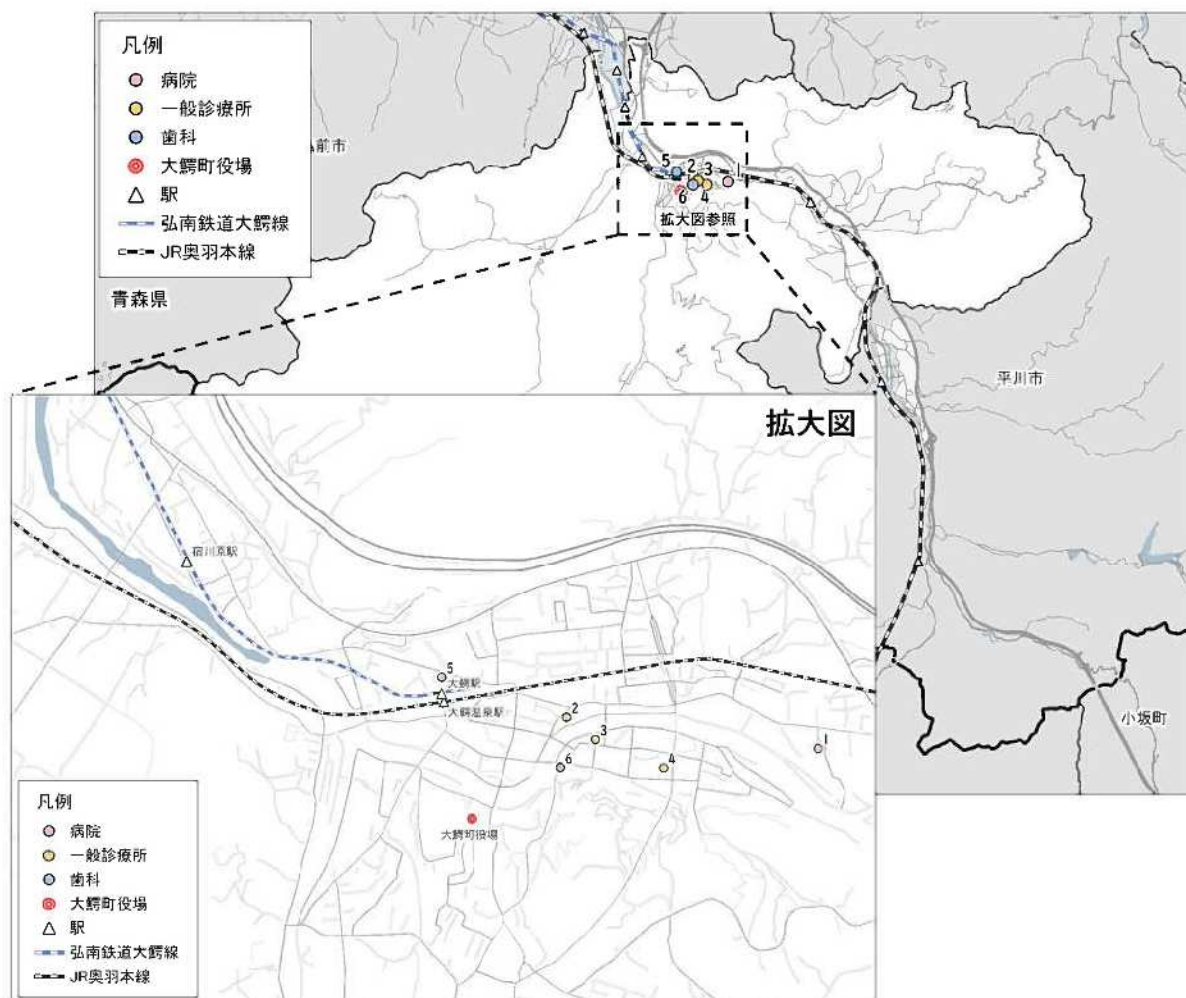 凡例
病院
一般診療所
歯科
大鰐町役場
駅
弘南鉄道大鰐線
JR奥羽本線
前市
5
2
3
1
6
4
拡大図参照
青森県
平川市
小坂町
拡大図
宿川原駅
5
大鰐駅
大鰐温泉駅
2
3
1
6
4
大鰐町役場
凡例
病院
一般診療所
歯科
大鰐町役場
駅
弘南鉄道大鰐線
JR奥羽本線